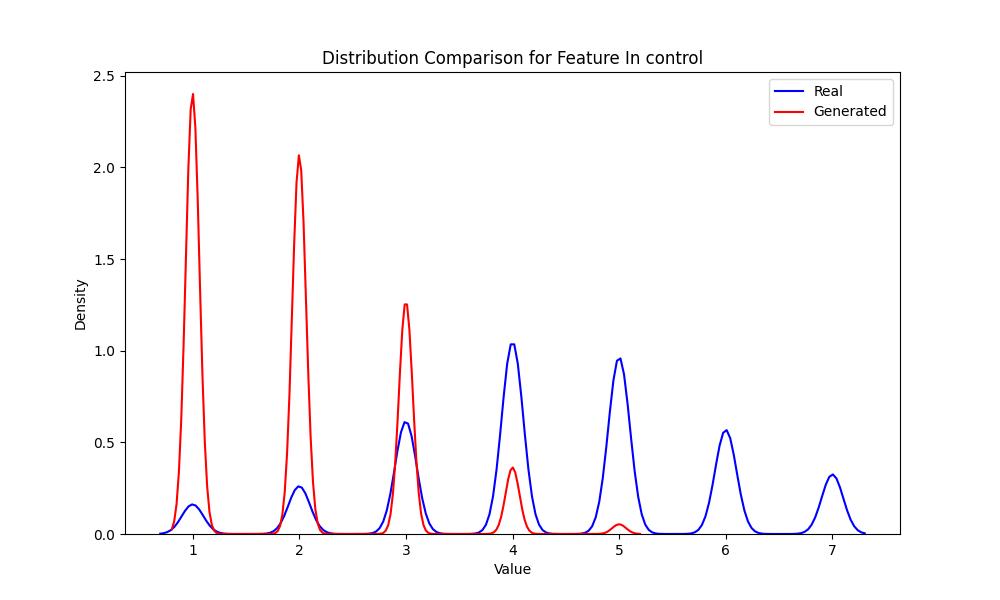 Distribution Comparison for Feature In control
Real
Generated
2.5
2.0
1.5
1.0
0.5
0.0
Density
1 2 3 4 5 6 7
Value